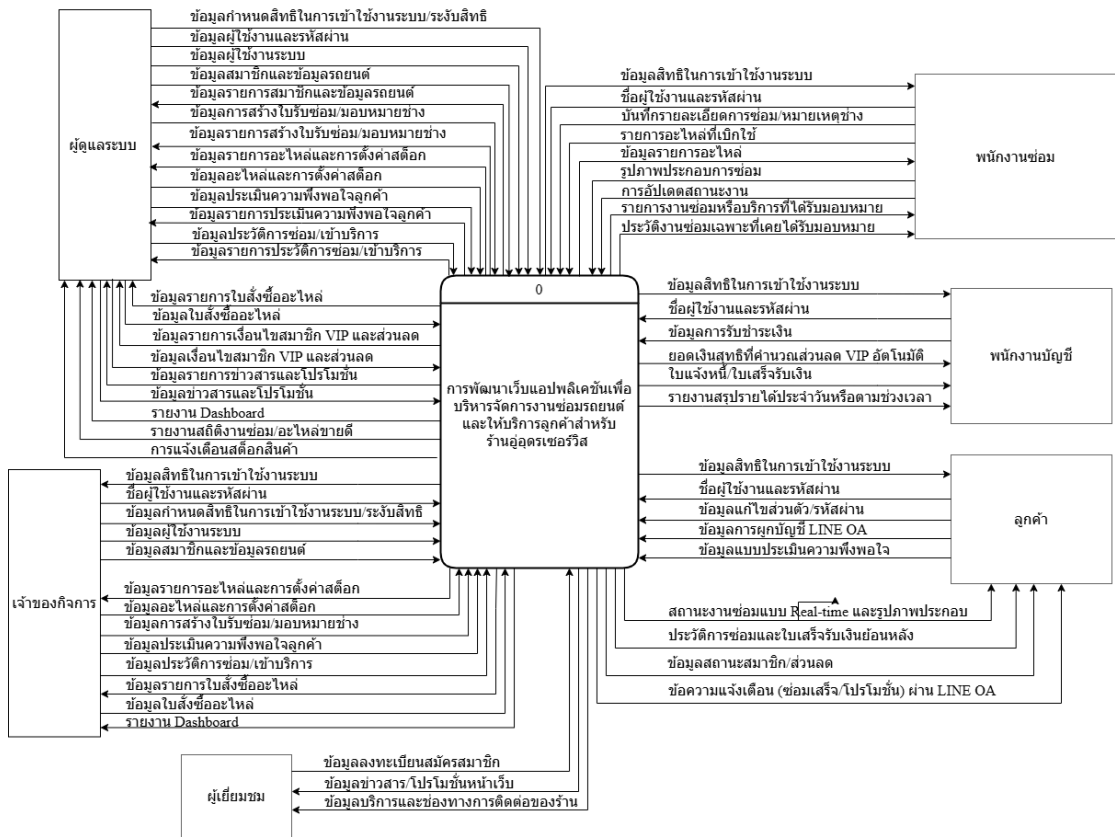 ผู้ดูแลระบบ
ข้อมูลกำหนดสิทธิในการเข้าใช้งานระบบ/ระงับสิทธิ
ข้อมูลผู้ใช้งานและรหัสผ่าน
ข้อมูลผู้ใช้งานระบบ
ข้อมูลสมาชิกและข้อมูลรถยนต์
ข้อมูลรายการสมาชิกและข้อมูลรถยนต์
ข้อมูลการสร้างใบรับซ่อม/มอบหมายช่าง
ข้อมูลรายการสร้างใบรับซ่อม/มอบหมายช่าง
ข้อมูลรายการอะไหล่และการตั้งค่าสต็อก
ข้อมูลอะไหล่และการตั้งค่าสต็อก
ข้อมูลประเมินความพึงพอใจลูกค้า
ข้อมูลรายการประเมินความพึงพอใจลูกค้า
ข้อมูลประวัติการซ่อม/เข้าบริการ
ข้อมูลรายการประวัติการซ่อม/เข้าบริการ
ข้อมูลรายการใบสั่งซื้ออะไหล่
ข้อมูลใบสั่งซื้ออะไหล่
ข้อมูลรายการเงื่อนไขสมาชิก VIP และส่วนลด
ข้อมูลเงื่อนไขสมาชิก VIP และส่วนลด
ข้อมูลรายการข่าวสารและโปรโมชั่น
ข้อมูลข่าวสารและโปรโมชั่น
รายงาน Dashboard
รายงานสถิติงานซ่อม/อะไหล่ขายดี
การแจ้งเตือนสต็อกสินค้า
พนักงานซ่อม
ข้อมูลสิทธิในการเข้าใช้งานระบบ
ชื่อผู้ใช้งานและรหัสผ่าน
บันทึกรายละเอียดการซ่อม/หมายเหตุช่าง
รายการอะไหล่ที่เบิกใช้
ข้อมูลรายการอะไหล่
รูปภาพประกอบการซ่อม
การอัปเดตสถานะงาน
รายการงานซ่อมหรือบริการที่ได้รับมอบหมาย
ประวัติงานซ่อมเฉพาะที่เคยได้รับมอบหมาย
0
การพัฒนาเว็บแอปพลิเคชันเพื่อ
บริหารจัดการงานซ่อมรถยนต์
และให้บริการลูกค้าสำหรับ
ร้านอู่อุดรเซอร์วิส
พนักงานบัญชี
ข้อมูลสิทธิในการเข้าใช้งานระบบ
ชื่อผู้ใช้งานและรหัสผ่าน
ข้อมูลการรับชำระเงิน
ยอดเงินสุทธิที่คำนวณส่วนลด VIP อัตโนมัติ
ใบแจ้งหนี้/ใบเสร็จรับเงิน
รายงานสรุปรายได้ประจำวันหรือตามช่วงเวลา
ลูกค้า
ข้อมูลสิทธิในการเข้าใช้งานระบบ
ชื่อผู้ใช้งานและรหัสผ่าน
ข้อมูลแก้ไขส่วนตัว/รหัสผ่าน
ข้อมูลการผูกบัญชี LINE OA
ข้อมูลแบบประเมินความพึงพอใจ
สถานะงานซ่อมแบบ Real-time และรูปภาพประกอบ
ประวัติการซ่อมและใบเสร็จรับเงินย้อนหลัง
ข้อมูลสถานะสมาชิก/ส่วนลด
ข้อความแจ้งเตือน (ซ่อมเสร็จ/โปรโมชั่น) ผ่าน LINE OA
เจ้าของกิจการ
ข้อมูลสิทธิในการเข้าใช้งานระบบ
ชื่อผู้ใช้งานและรหัสผ่าน
ข้อมูลกำหนดสิทธิในการเข้าใช้งานระบบ/ระงับสิทธิ
ข้อมูลผู้ใช้งานระบบ
ข้อมูลสมาชิกและข้อมูลรถยนต์
ข้อมูลรายการอะไหล่และการตั้งค่าสต็อก
ข้อมูลอะไหล่และการตั้งค่าสต็อก
ข้อมูลการสร้างใบรับซ่อม/มอบหมายช่าง
ข้อมูลประเมินความพึงพอใจลูกค้า
ข้อมูลประวัติการซ่อม/เข้าบริการ
ข้อมูลรายการใบสั่งซื้ออะไหล่
ข้อมูลใบสั่งซื้ออะไหล่
รายงาน Dashboard
ผู้เยี่ยมชม
ข้อมูลลงทะเบียนสมัครสมาชิก
ข้อมูลข่าวสาร/โปรโมชั่นหน้าเว็บ
ข้อมูลบริการและช่องทางการติดต่อของร้าน